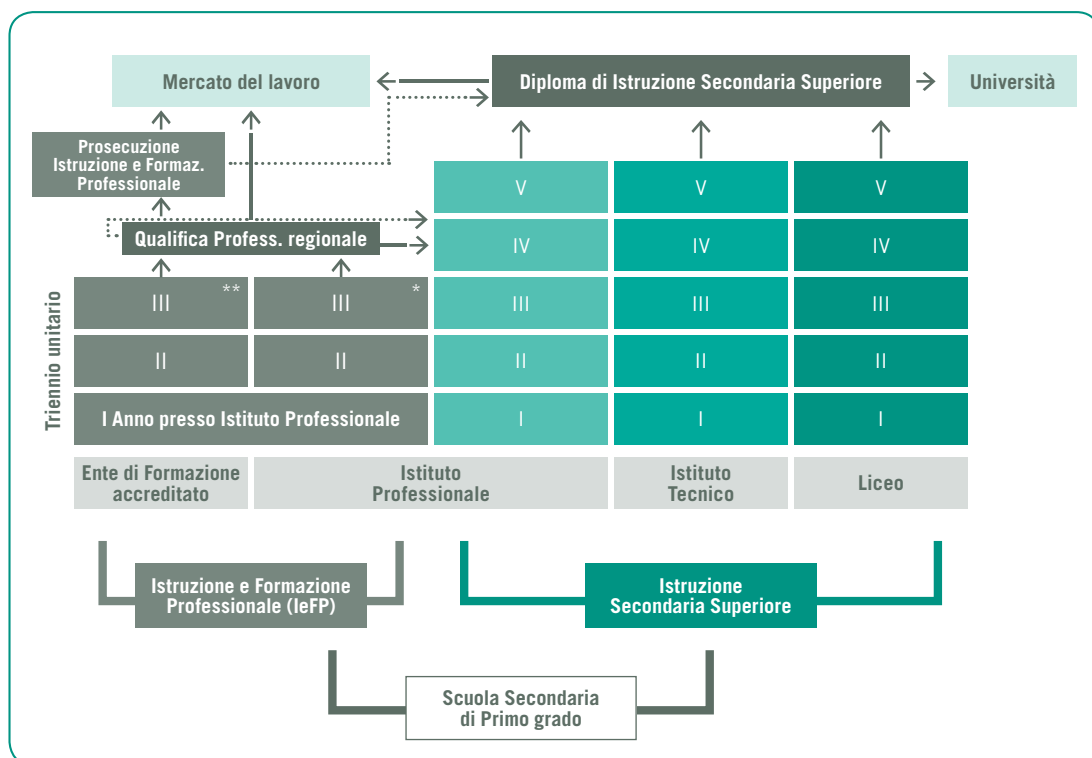 Mercato del lavoro
Diploma di Istruzione Secondaria Superiore
Università
Prosecuzione
Istruzione e Formaz.
Professionale
V
V
V
Qualifica Profess. regionale
IV
IV
IV
Triennio unitario
III **
III *
III
III
III
II
II
II
II
II
I Anno presso Istituto Professionale
I
I
I
Ente di Formazione
accreditato
Istituto
Professionale
Istituto
Tecnico
Liceo
Istruzione e Formazione
Professionale (IeFP)
Istruzione
Secondaria Superiore
Scuola Secondaria
di Primo grado